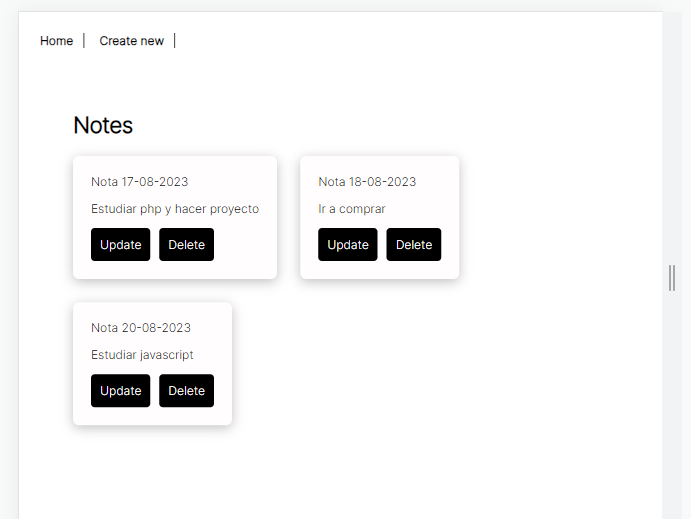 Home | Create new |
Notes
Nota 17-08-2023
Estudiar php y hacer proyecto
Update Delete
Nota 18-08-2023
Ir a comprar
Update Delete
Nota 20-08-2023
Estudiar javascript
Update Delete